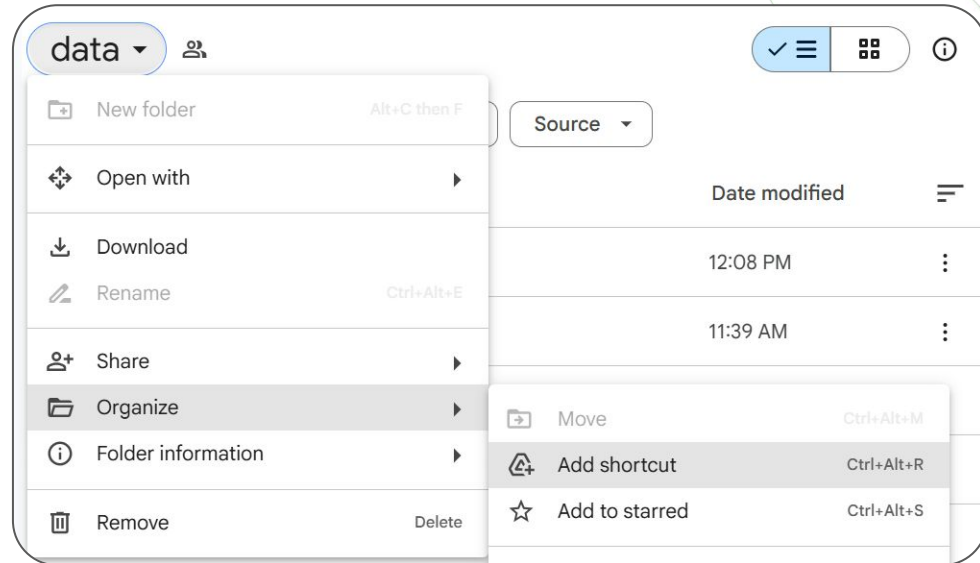 data
New folder Alt+C then F
Source
Open with
Date modified
Download
12:08 PM
Rename Ctrl+Alt+E
11:39 AM
Share
Organize
Move Ctrl+Alt+M
Folder information
Add shortcut Ctrl+Alt+R
Add to starred Ctrl+Alt+S
Remove Delete